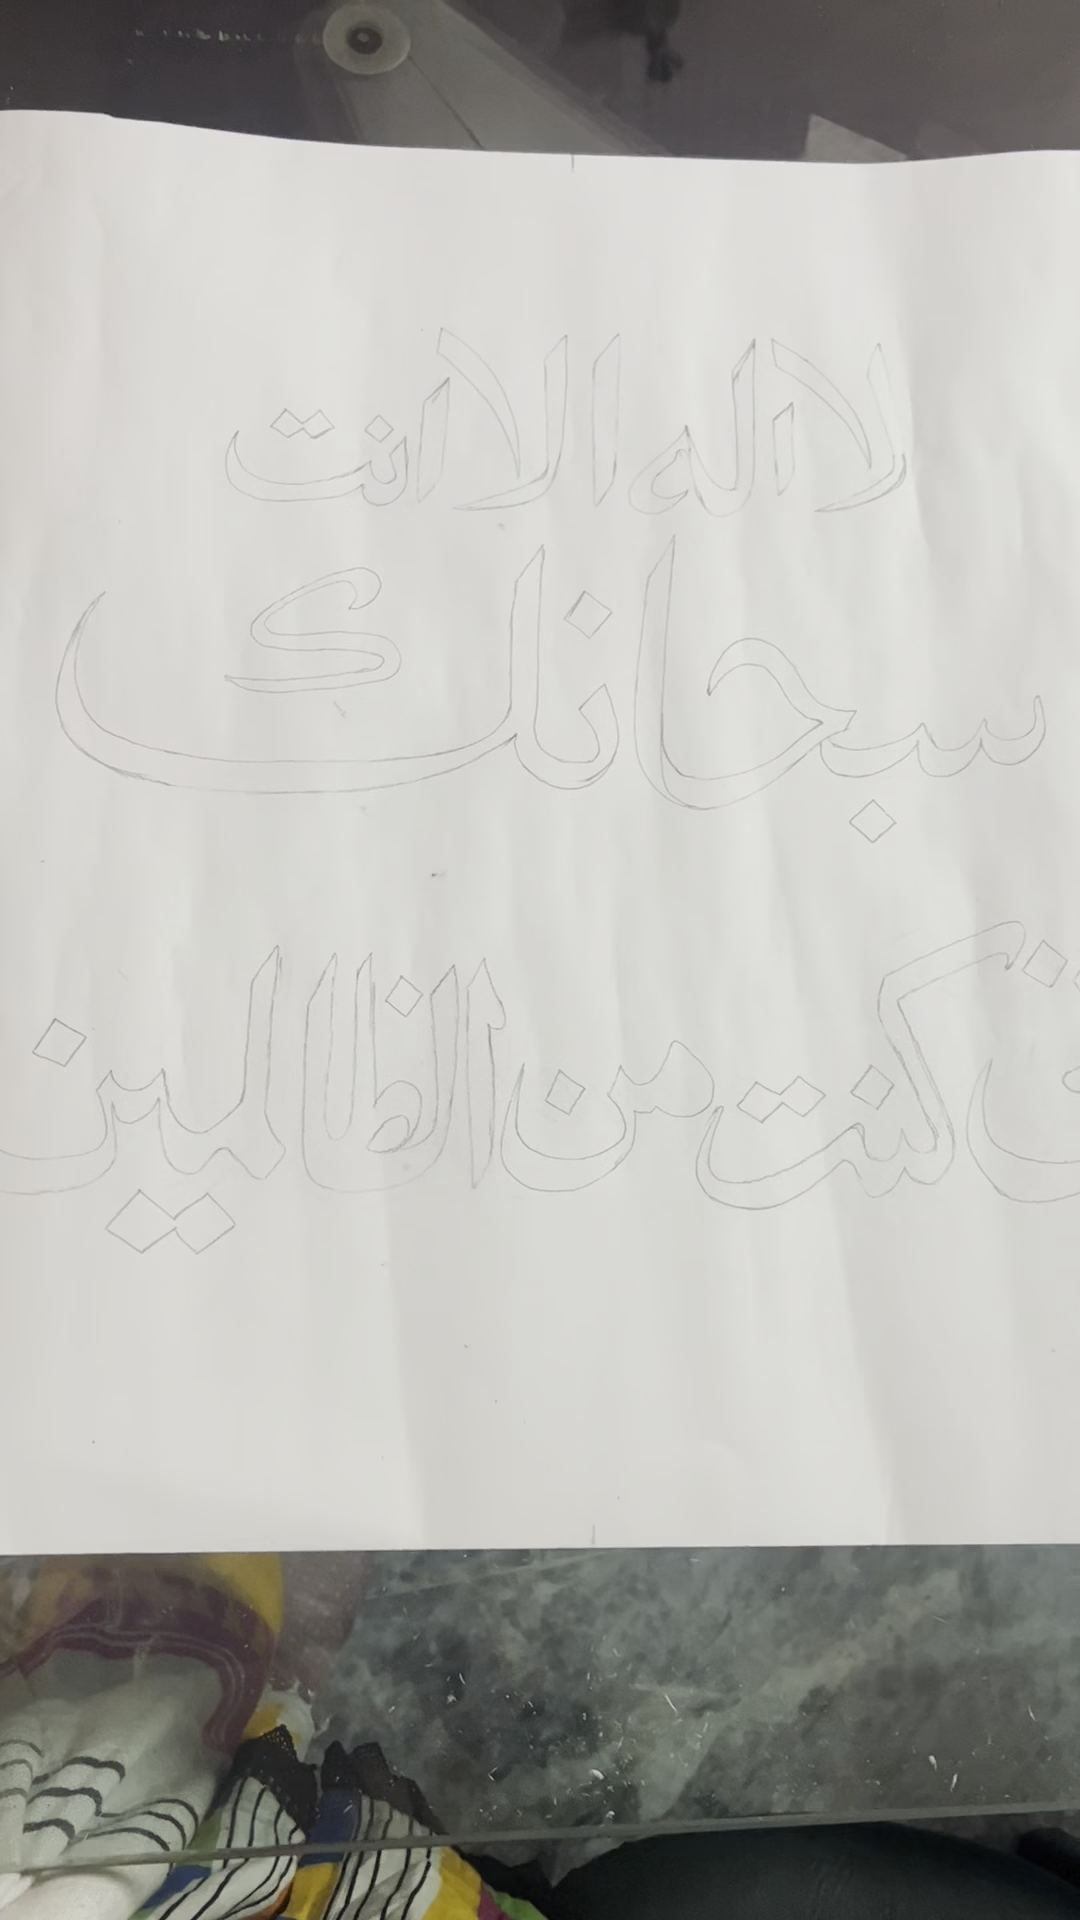 لا اله الا انت
سبحانك
كنت من الظالمين